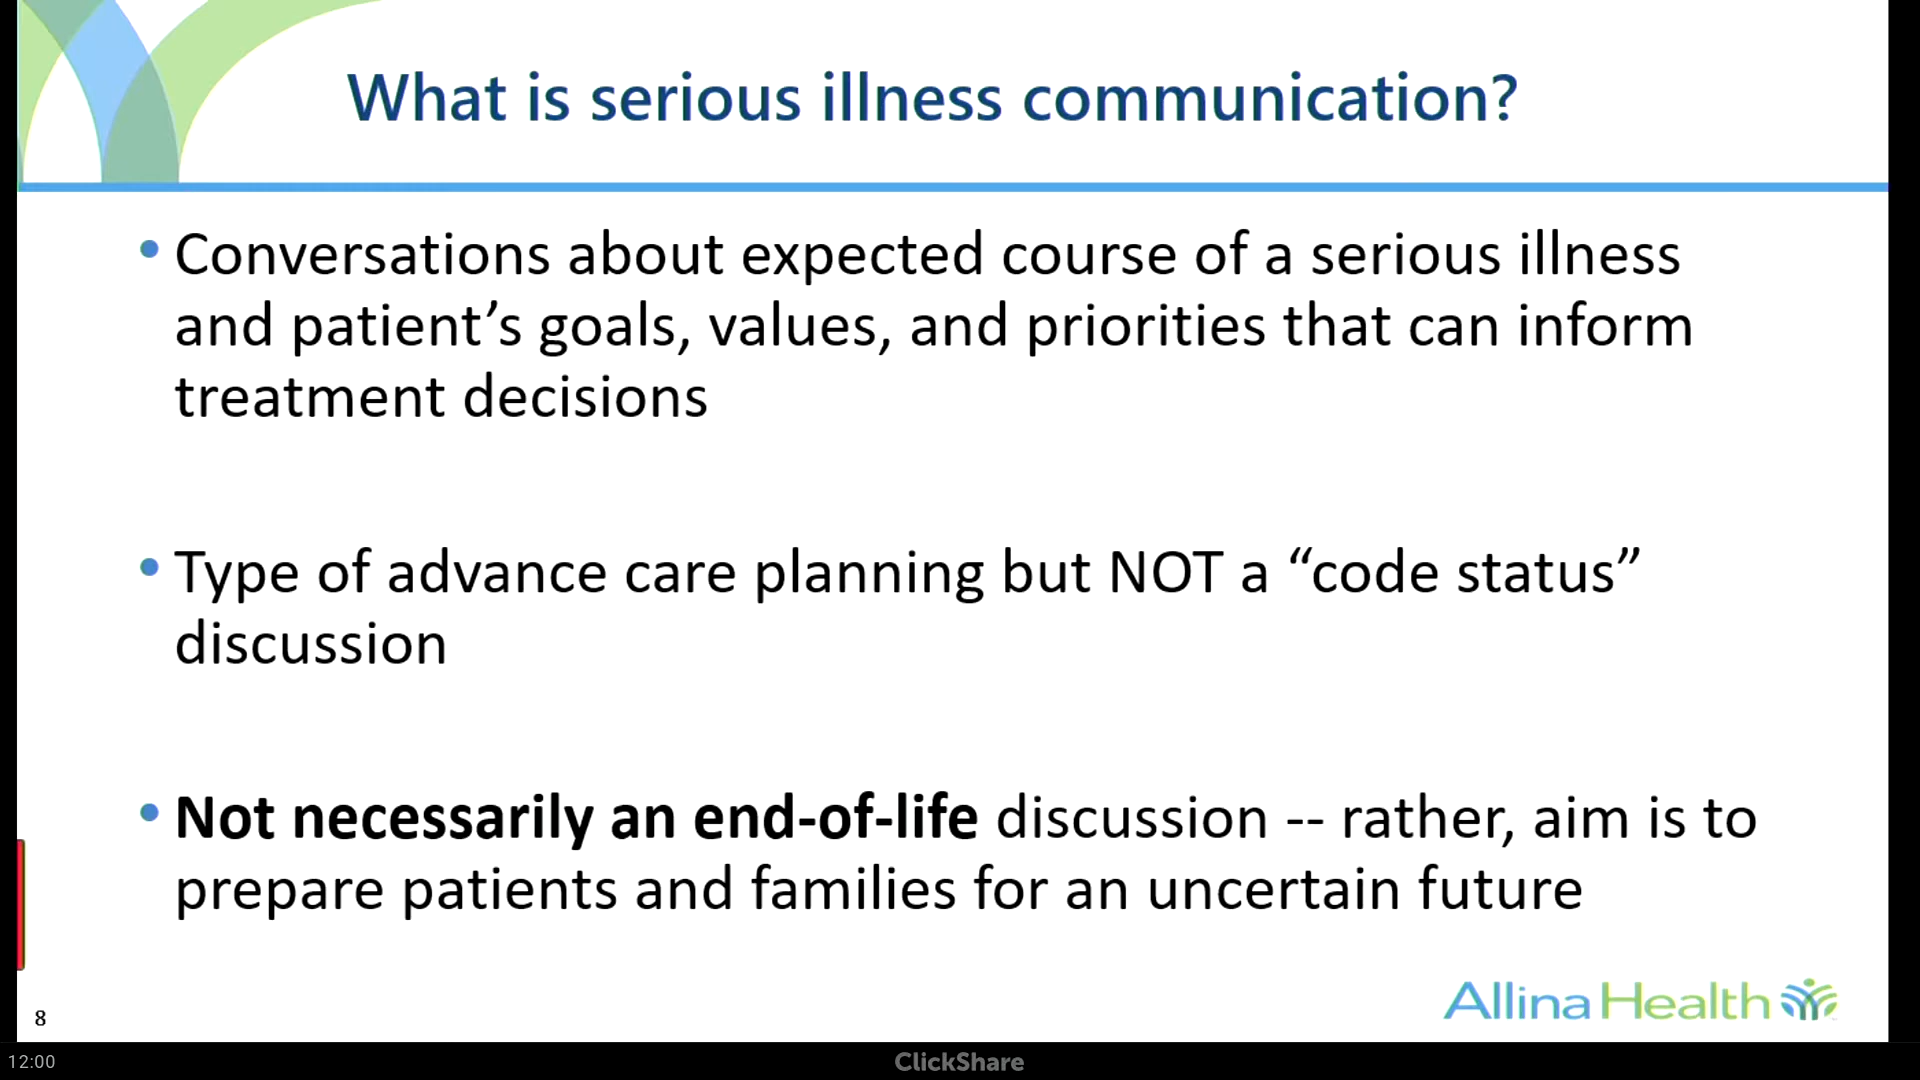 What is serious illness communication?
• Conversations about expected course of a serious illness
and patient’s goals, values, and priorities that can inform
treatment decisions
• Type of advance care planning but NOT a “code status”
discussion
• Not necessarily an end-of-life discussion -- rather, aim is to
prepare patients and families for an uncertain future
Allina Health
8
12:00
ClickShare